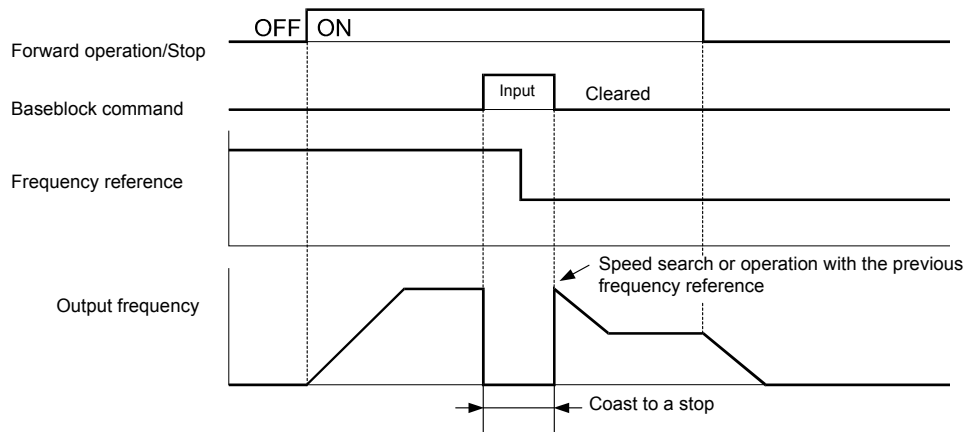 OFF ON
Forward operation/Stop
Input
Cleared
Baseblock command
Frequency reference
Speed search or operation with the previous
frequency reference
Output frequency
Coast to a stop